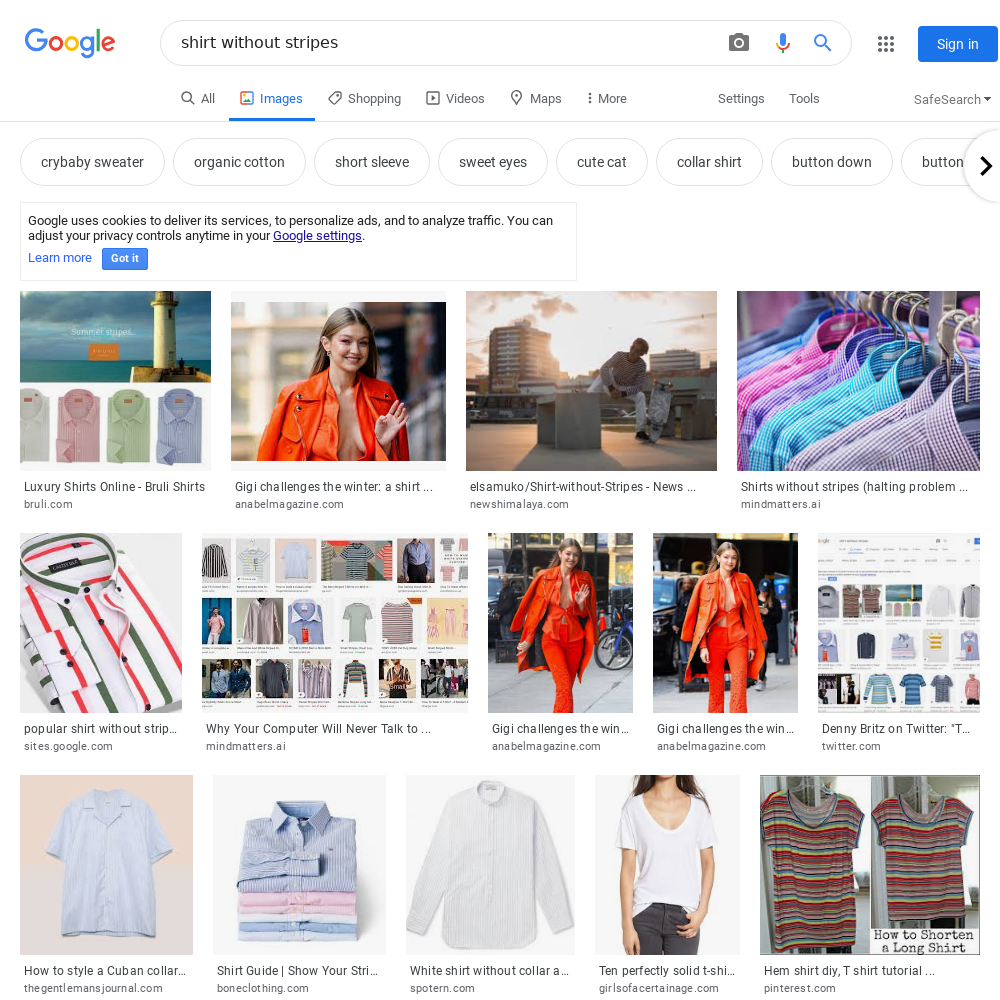 Google
shirt without stripes
Sign in
All
Images
Shopping
Videos
Maps
More
Settings
Tools
SafeSearch
crybaby sweater
organic cotton
short sleeve
sweet eyes
cute cat
collar shirt
button down
button
Google uses cookies to deliver its services, to personalize ads, and to analyze traffic. You can
adjust your privacy controls anytime in your Google settings.
Learn more
Got it
Summer stripes...
Luxury Shirts Online - Bruli Shirts
bruli.com
Gigi challenges the winter: a shirt ...
anabelmagazine.com
elsamuko/Shirt-without-Stripes - News ...
newshimalaya.com
Shirts without stripes (halting problem ...
mindmatters.ai
popular shirt without strip...
sites.google.com
Why Your Computer Will Never Talk to ...
mindmatters.ai
Gigi challenges the win...
anabelmagazine.com
Gigi challenges the win...
anabelmagazine.com
Denny Britz on Twitter: "T...
twitter.com
How to Shorten
a Long Shirt
How to style a Cuban collar...
thegentlemansjournal.com
Shirt Guide | Show Your Stri...
boneclothing.com
White shirt without collar a...
spotern.com
Ten perfectly solid t-shi...
girlsofacertainage.com
Hem shirt diy, T shirt tutorial ...
pinterest.com